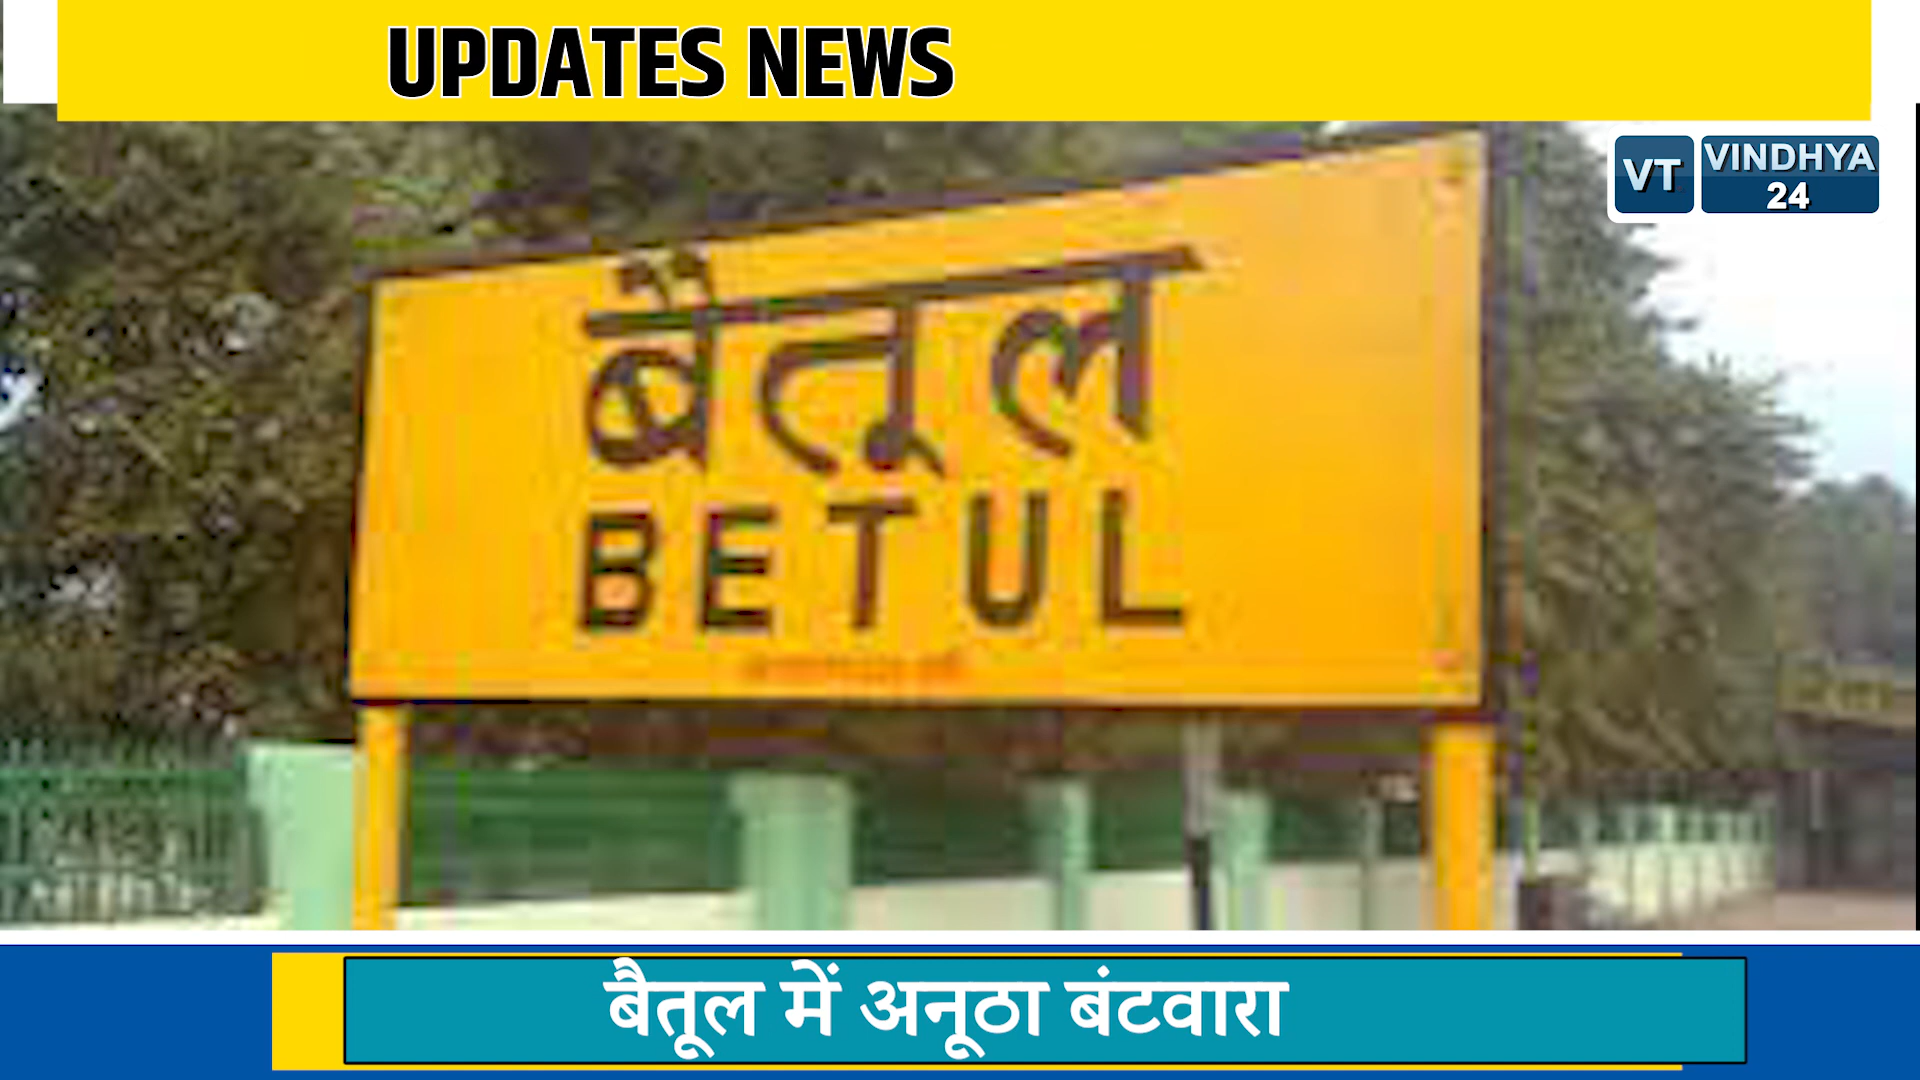 UPDATES NEWS
VT VINDHYA
24
बैतूल
BETUL
बैतूल में अनूठा बंटवारा